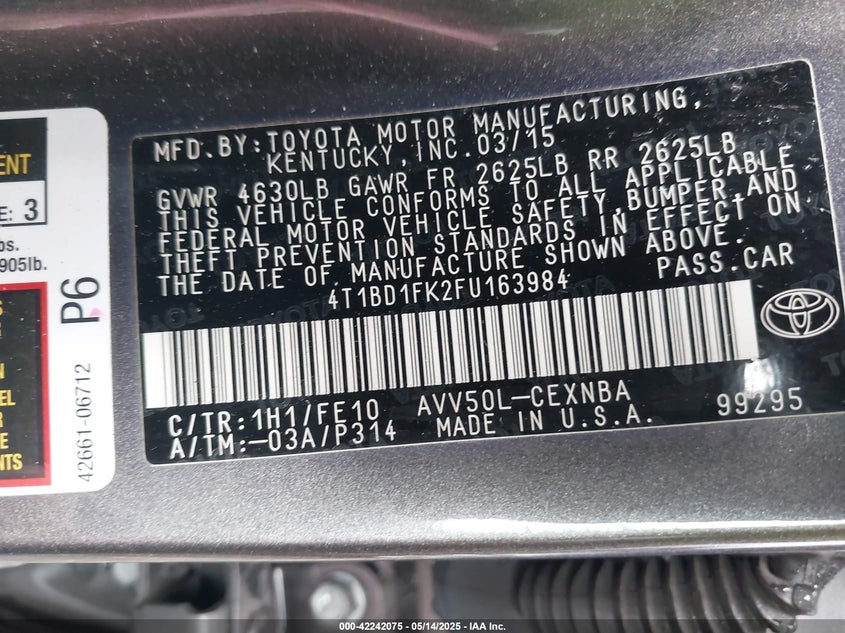 MFD.BY:TOYOTA MOTOR MANUFACTURING,
KENTUCKY,INC.03/15
GVWR 4630LB GAWR FR 2625LB RR 2625LB
THIS VEHICLE CONFORMS TO ALL APPLICABLE
FEDERAL MOTOR VEHICLE SAFETY,BUMPER,AND
THEFT PREVENTION STANDARDS IN EFFECT ON
THE DATE OF MANUFACTURE SHOWN ABOVE.
4T1BD1FK2FU163984 PASS.CAR
C/TR:1H1/FE10 AVV50L-CEXNBA
A/TM:-03A/P314 MADE IN U.S.A. 99295
ENT
E: 3
bs.
905lb.
P6
42661-06712
000-42242075 - 05/14/2025 - IAA Inc.